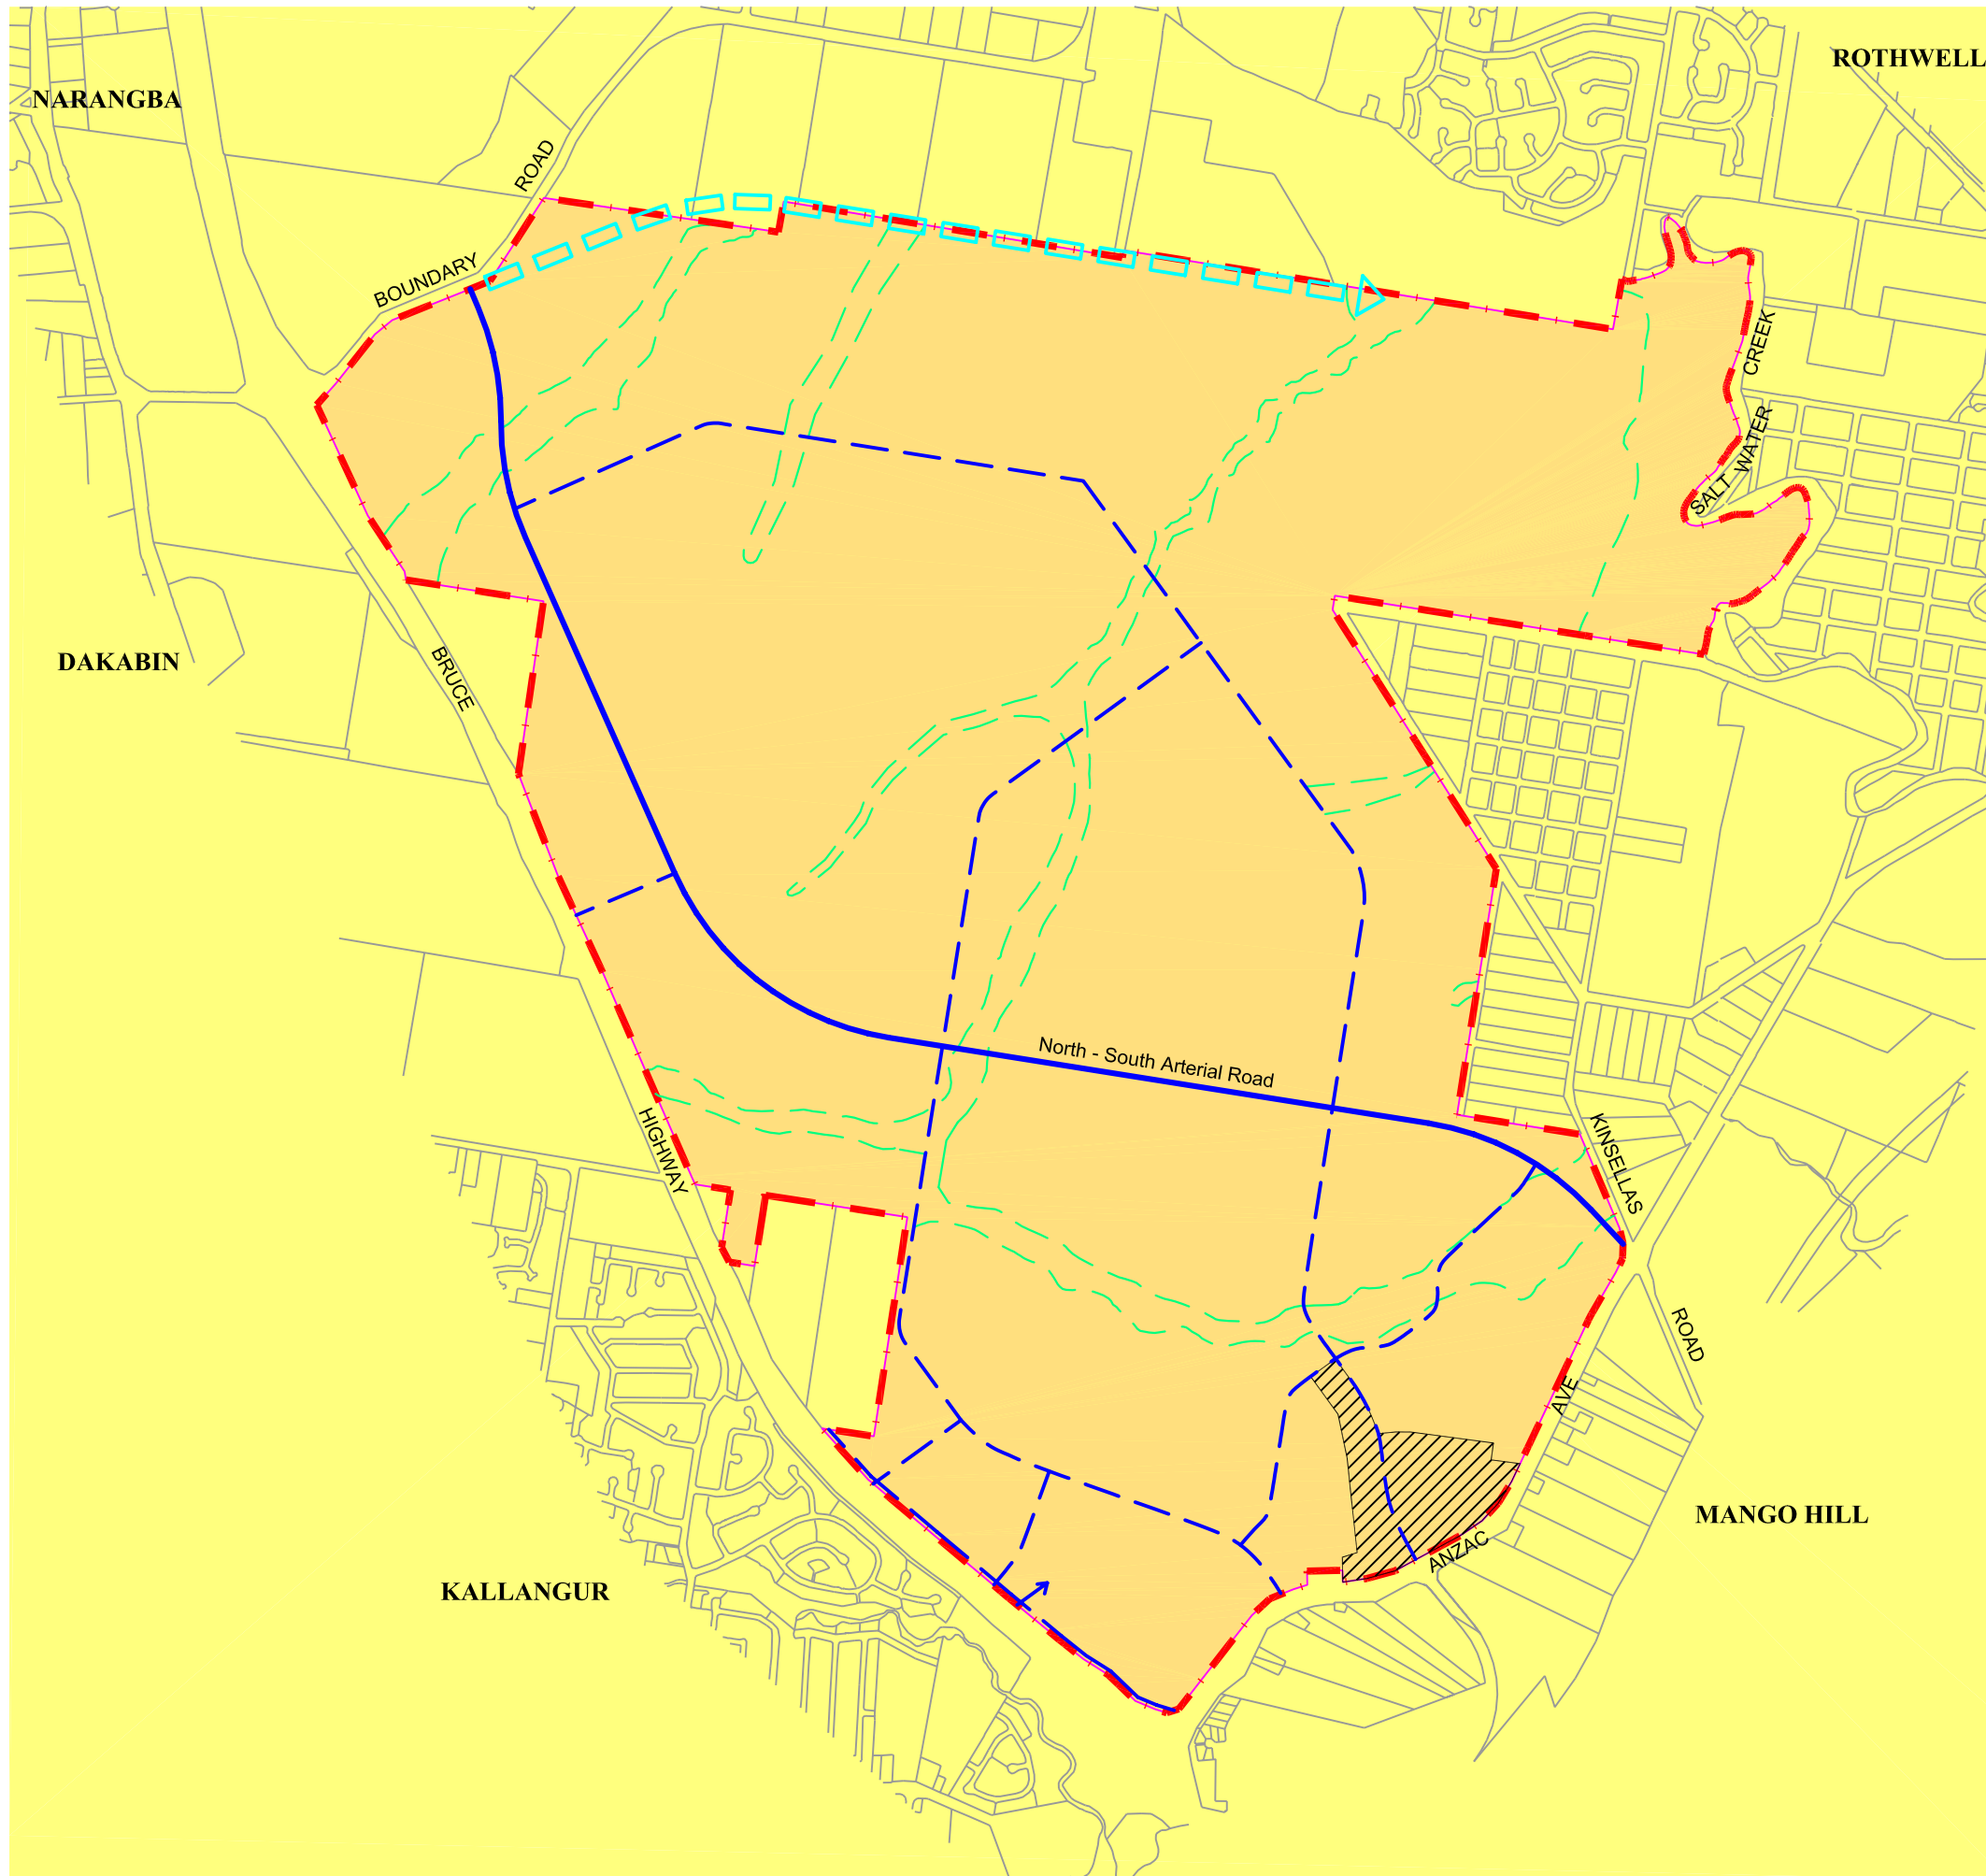 ROTHWELL
NARANGBA
ROAD
BOUNDARY
CREEK
WATER
SALT
DAKABIN
BRUCE
North - South Arterial Road
HIGHWAY
KINSELLAS
ROAD
AVE
MANGO HILL
ANZAC
KALLANGUR